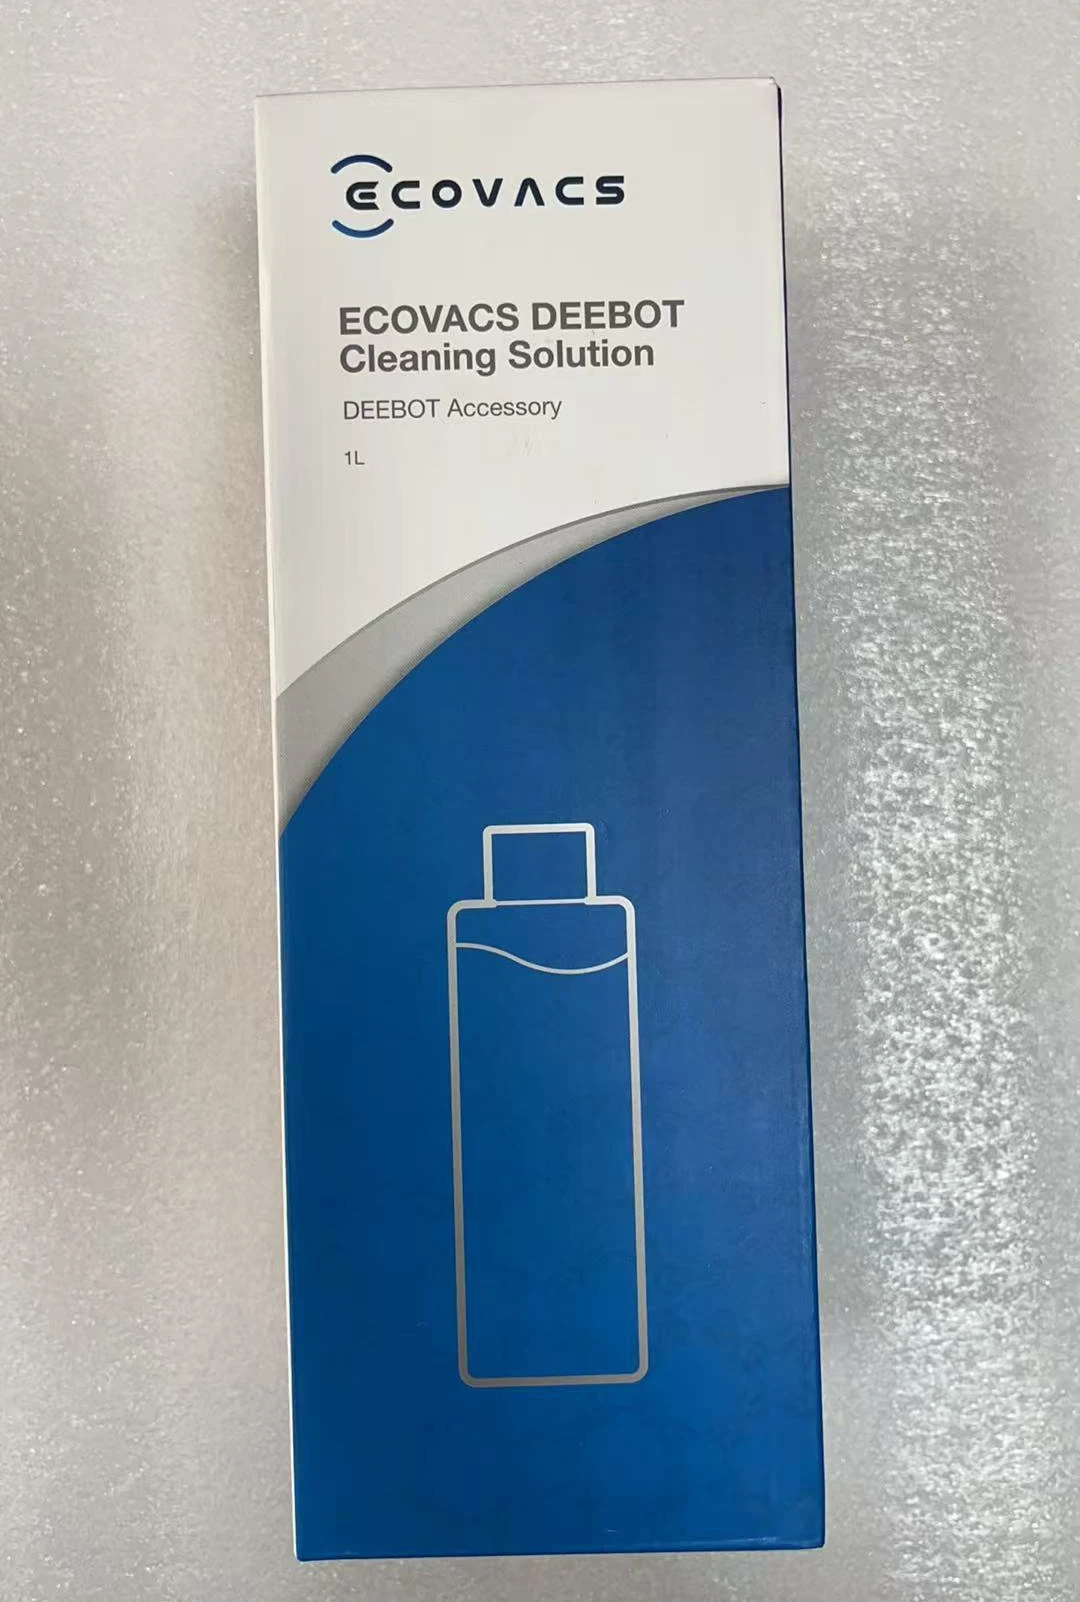 ECOVACS
ECOVACS DEEBOT
Cleaning Solution
DEEBOT Accessory
1L